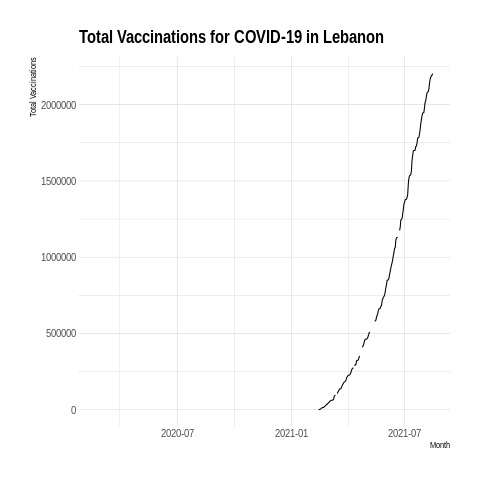 Total Vaccinations for COVID-19 in Lebanon
Total Vaccinations
2000000
1500000
1000000
500000
0
2020-07
2021-01
2021-07
Month